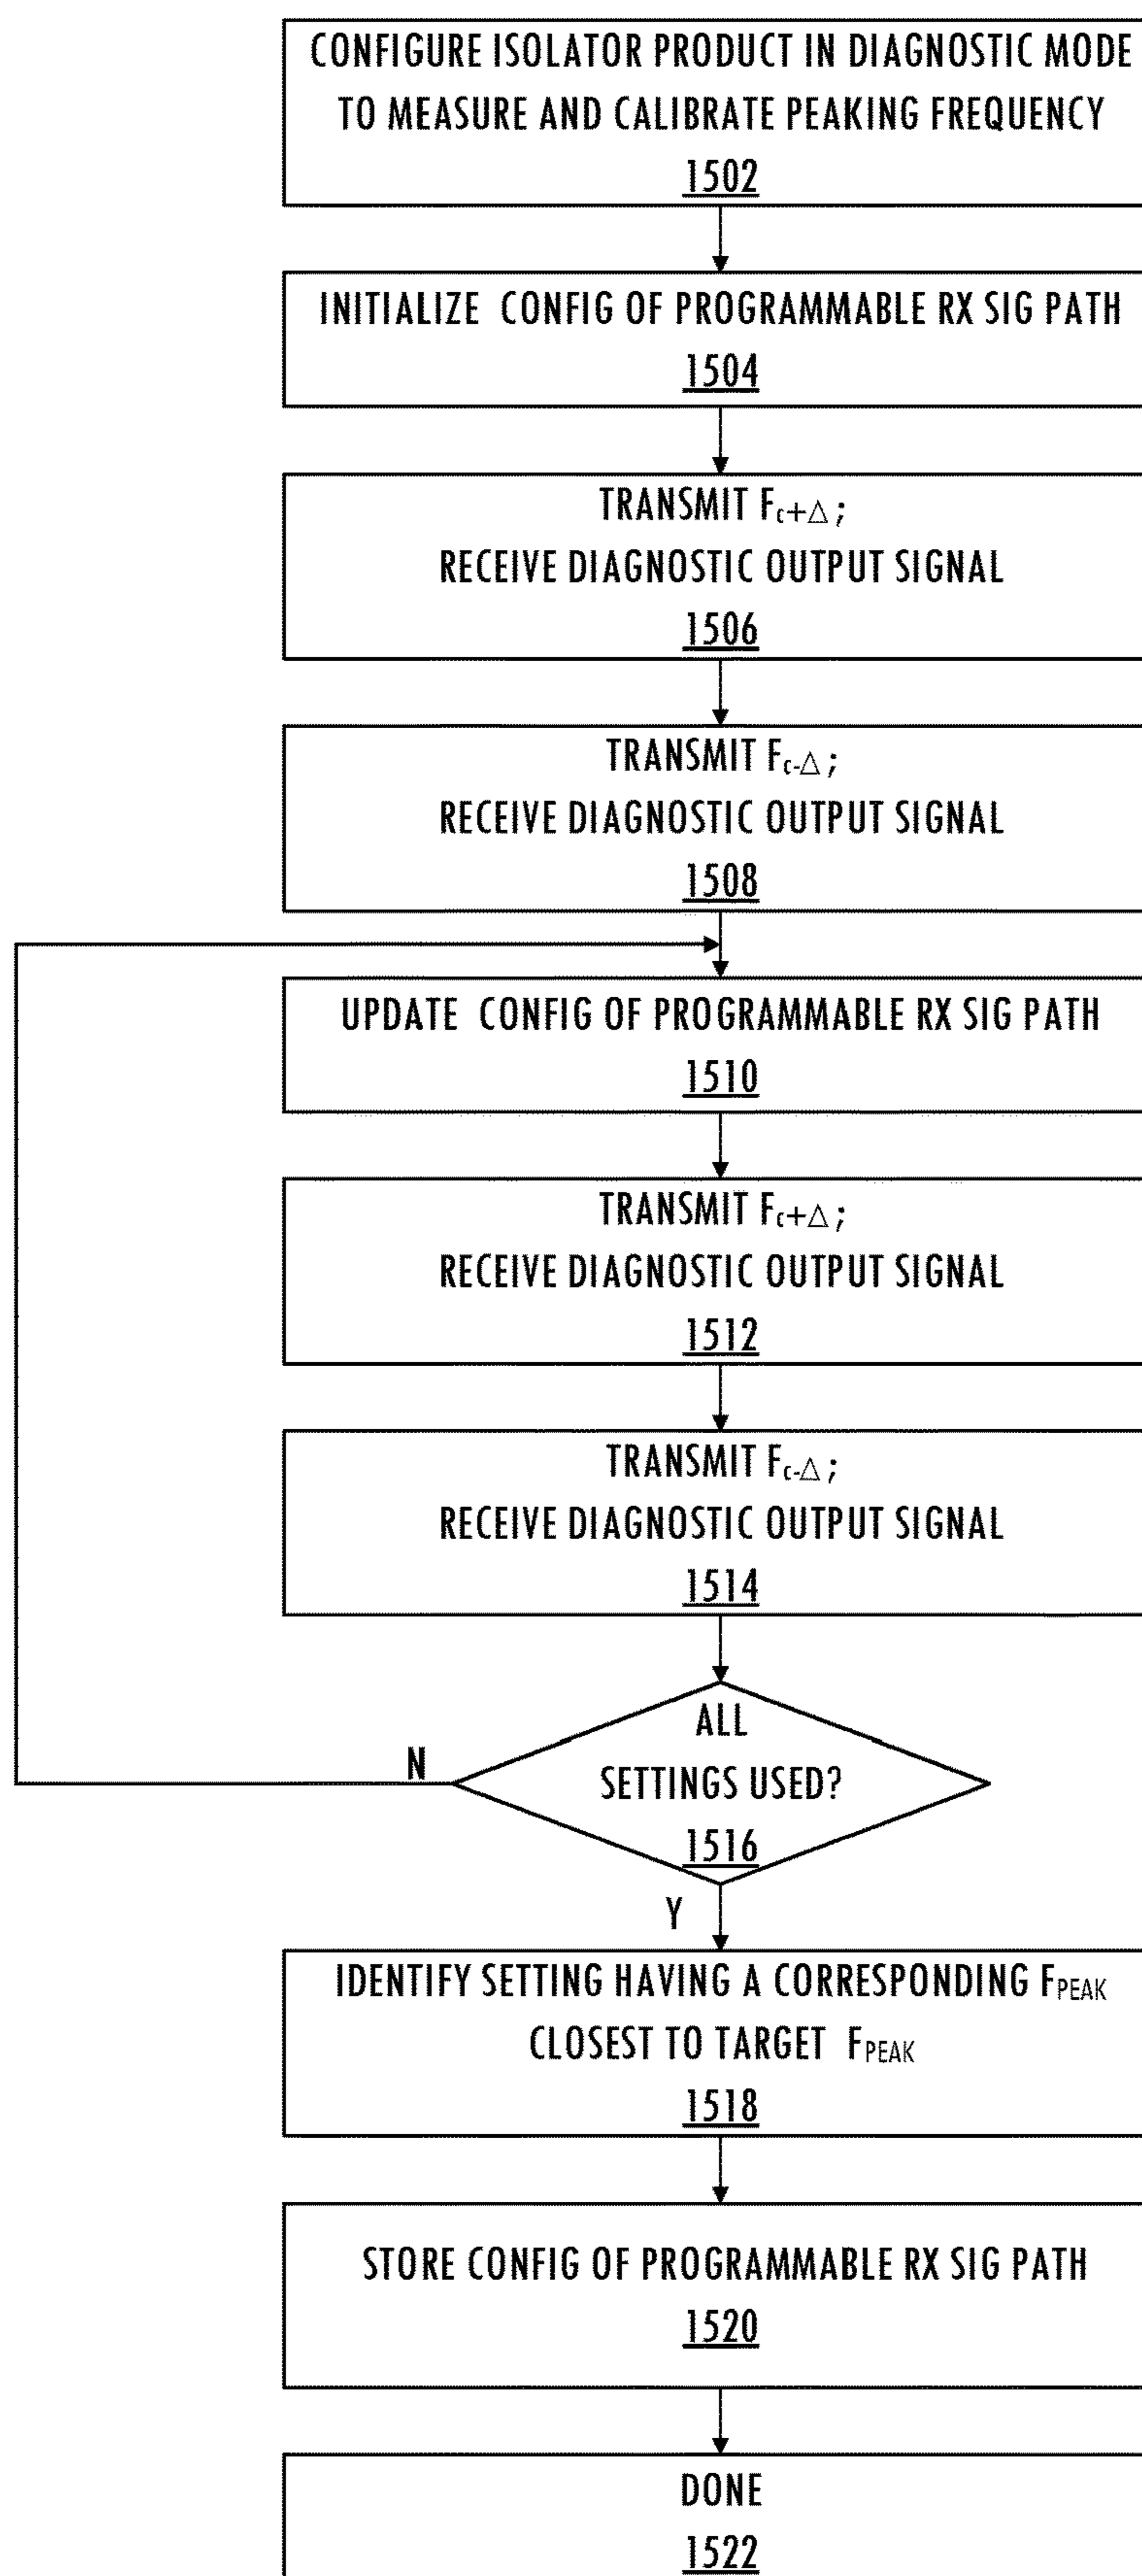 CONFIGURE ISOLATOR PRODUCT IN DIAGNOSTIC MODE
TO MEASURE AND CALIBRATE PEAKING FREQUENCY
1502
INITIALIZE CONFIG OF PROGRAMMABLE RX SIG PATH
1504
TRANSMIT Fc+△;
RECEIVE DIAGNOSTIC OUTPUT SIGNAL
1506
TRANSMIT Fc-△;
RECEIVE DIAGNOSTIC OUTPUT SIGNAL
1508
UPDATE CONFIG OF PROGRAMMABLE RX SIG PATH
1510
TRANSMIT Fc+△;
RECEIVE DIAGNOSTIC OUTPUT SIGNAL
1512
TRANSMIT Fc-△;
RECEIVE DIAGNOSTIC OUTPUT SIGNAL
1514
ALL
SETTINGS USED?
1516
N
Y
IDENTIFY SETTING HAVING A CORRESPONDING FPEAK
CLOSEST TO TARGET FPEAK
1518
STORE CONFIG OF PROGRAMMABLE RX SIG PATH
1520
DONE
1522